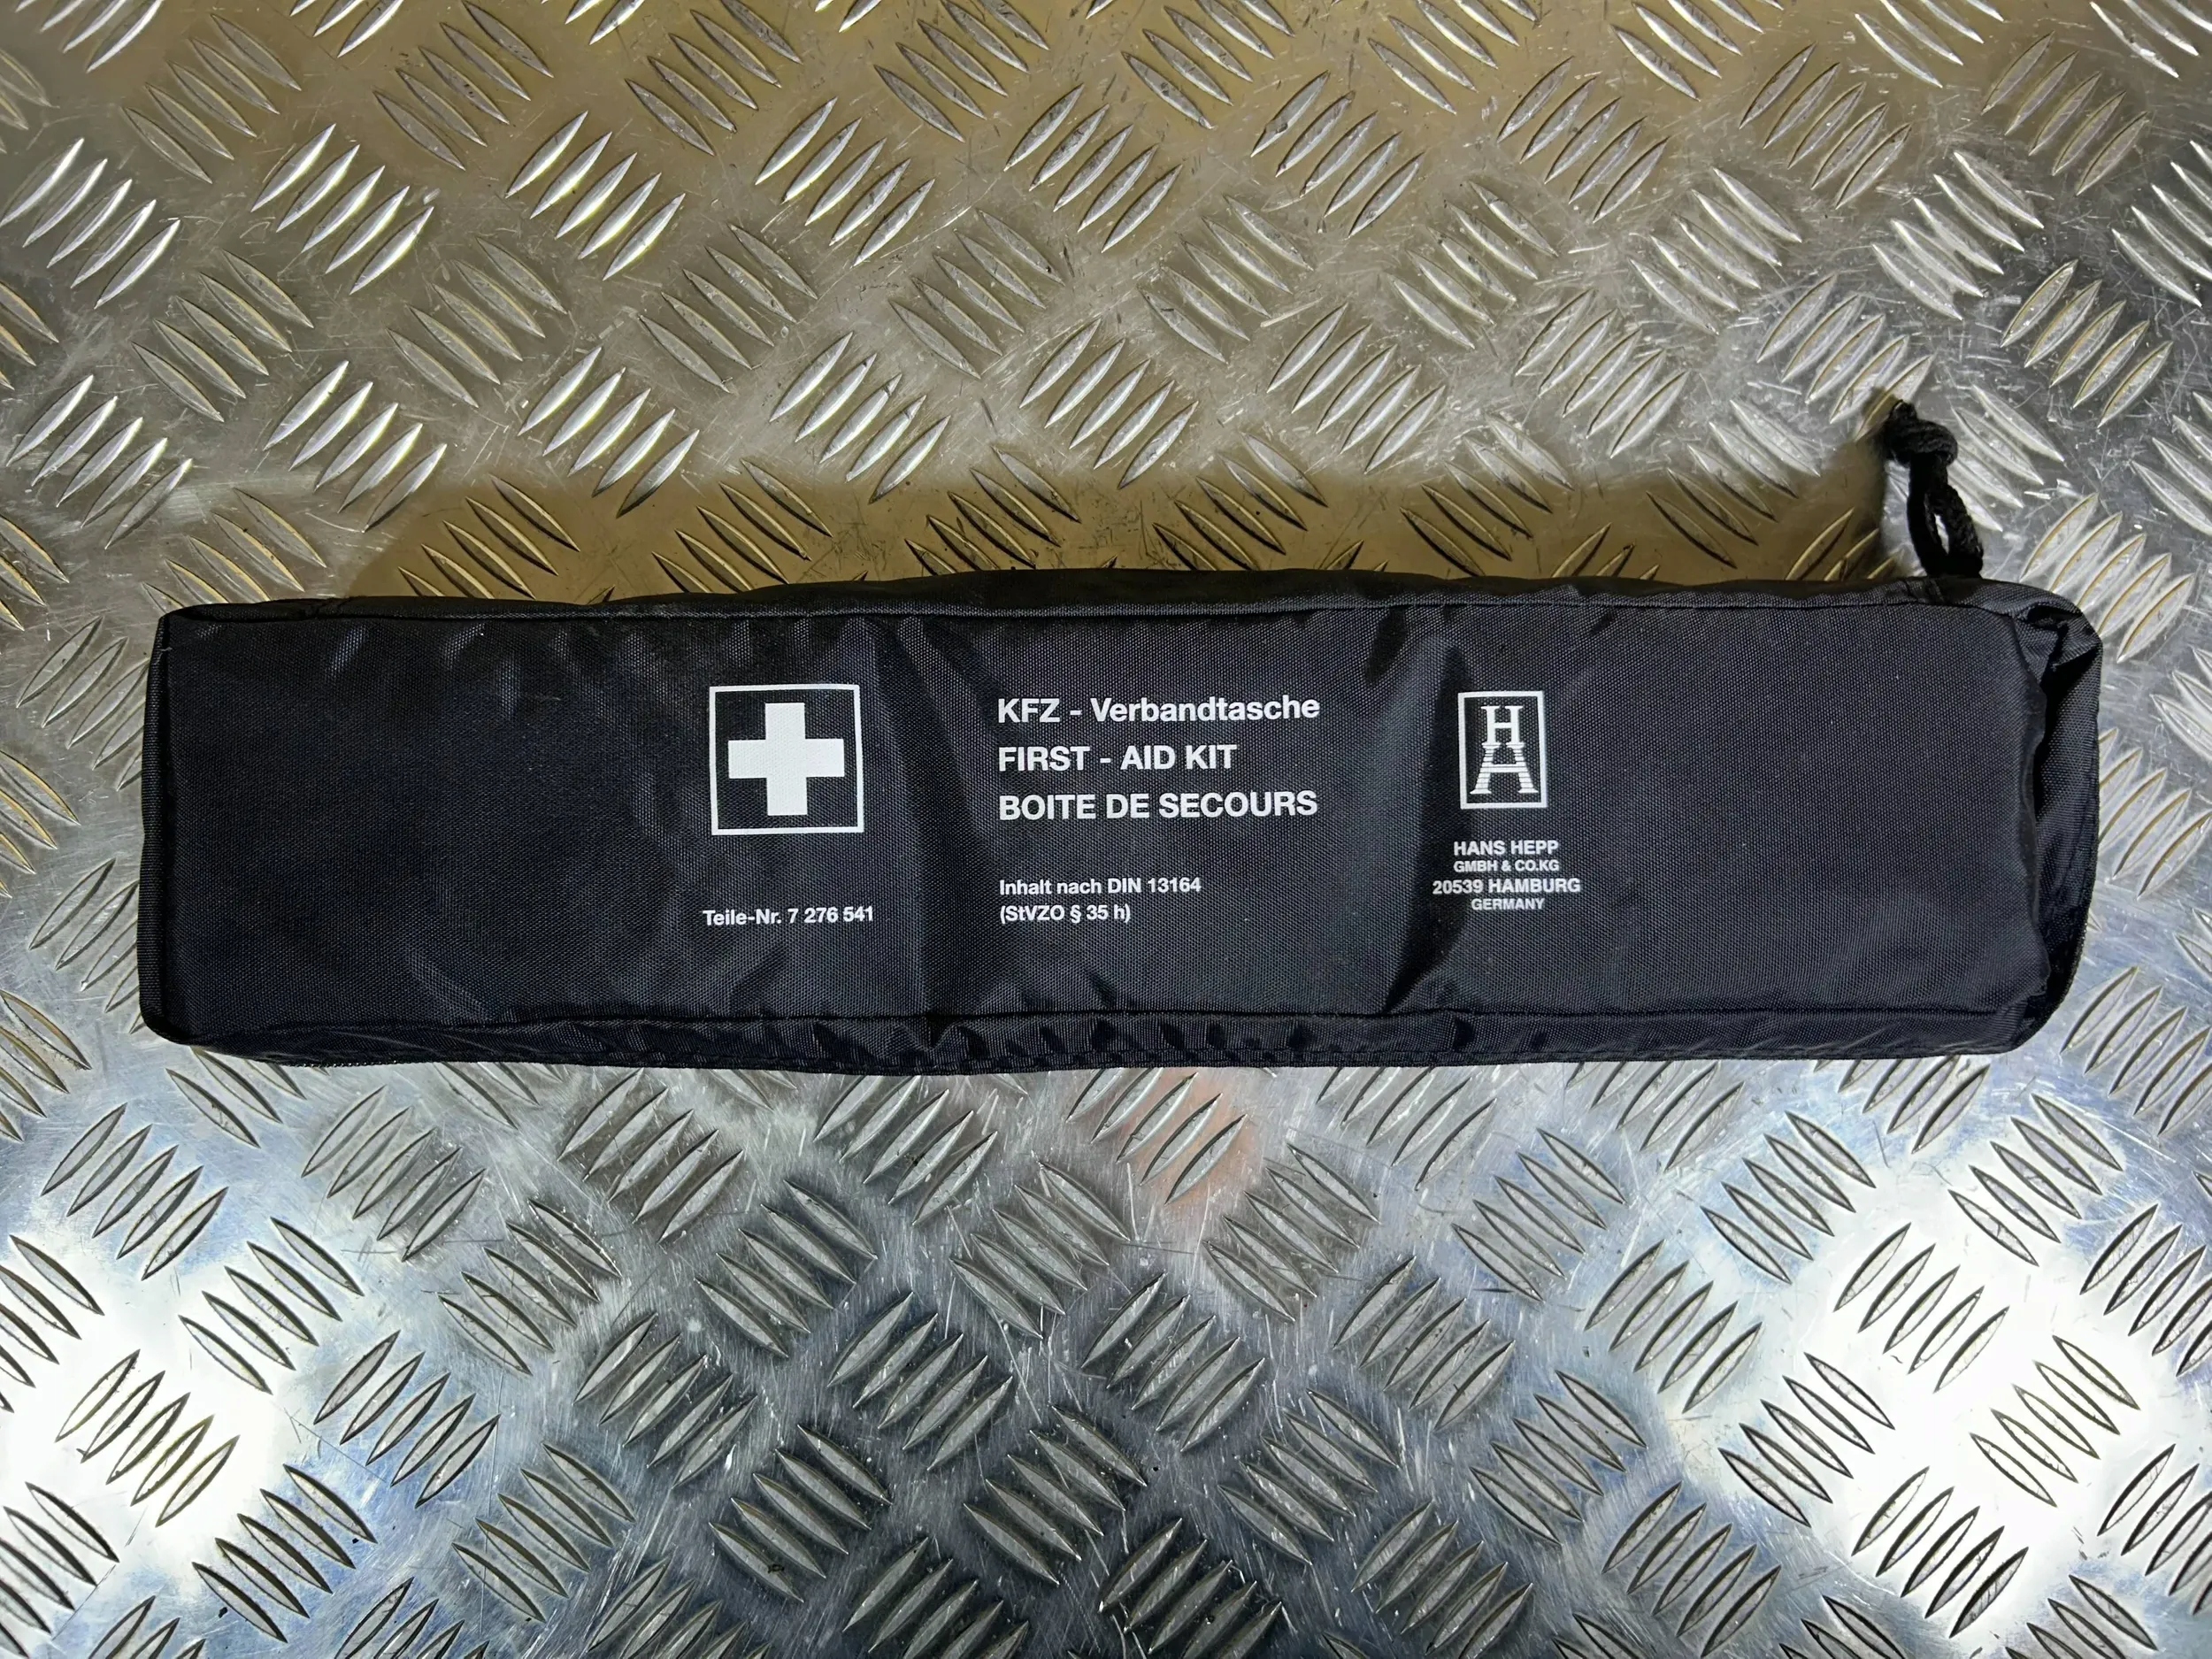 KFZ - Verbandtasche
FIRST - AID KIT
BOITE DE SECOURS
Inhalt nach DIN 13164
(StVZO § 35 h)
Teile-Nr. 7 276 541
HA
HANS HEPP
GMBH & CO.KG
20539 HAMBURG
GERMANY